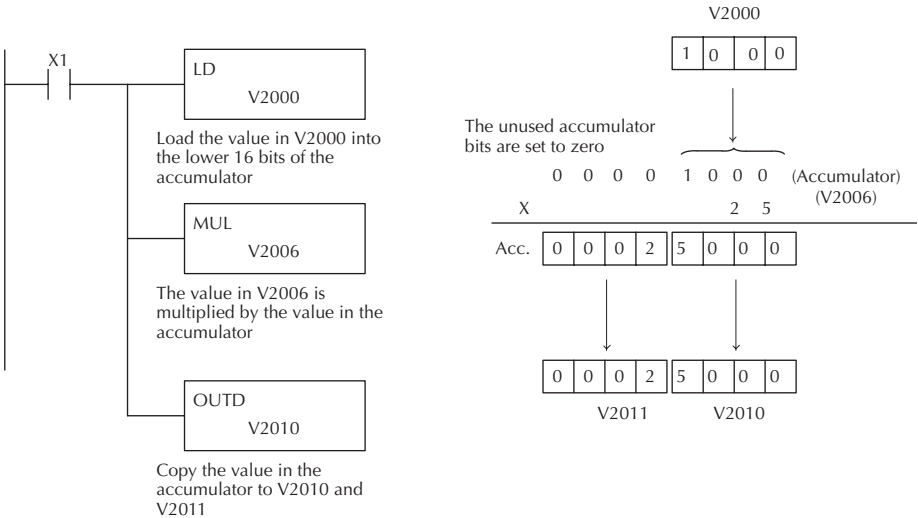 X1
LD
V2000
Load the value in V2000 into
the lower 16 bits of the
accumulator
MUL
V2006
The value in V2006 is
multiplied by the value in the
accumulator
OUTD
V2010
Copy the value in the
accumulator to V2010 and
V2011
V2000
1 0 0 0
The unused accumulator
bits are set to zero
0 0 0 0 1 0 0 0 (Accumulator)
(V2006)
X 2 5
Acc. 0 0 0 2 5 0 0 0
0 0 0 2 5 0 0 0
V2011 V2010